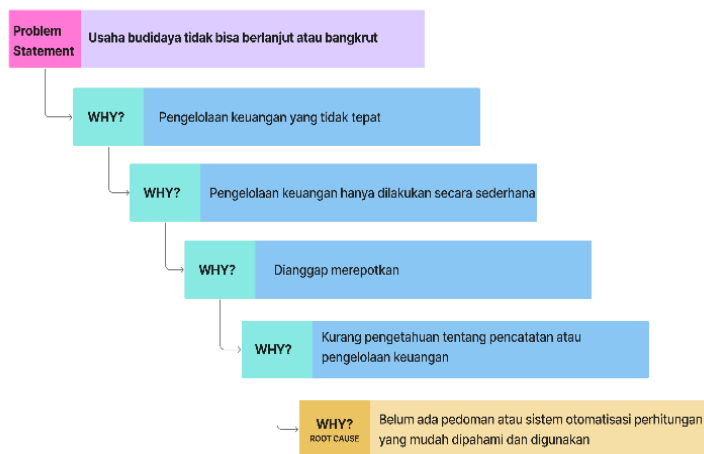 Problem
Statement
Usaha budidaya tidak bisa berlanjut atau bangkrut
WHY?
Pengelolaan keuangan yang tidak tepat
WHY?
Pengelolaan keuangan hanya dilakukan secara sederhana
WHY?
Dianggap merepotkan
WHY?
Kurang pengetahuan tentang pencatatan atau
pengelolaan keuangan
WHY?
ROOT CAUSE
Belum ada pedoman atau sistem otomatisasi perhitungan
yang mudah dipahami dan digunakan